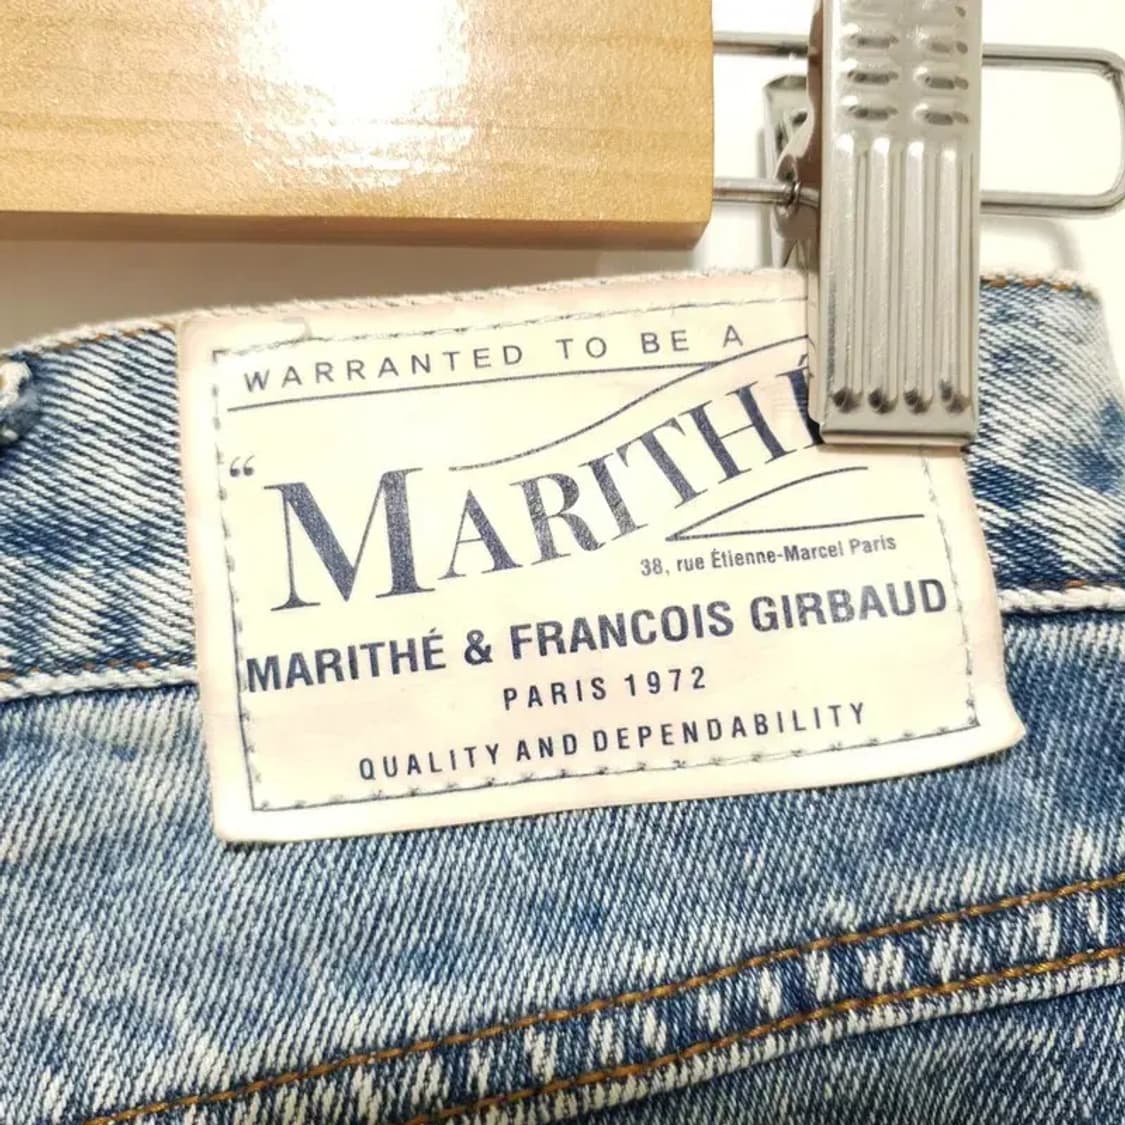 WARRANTED TO BE A
“MARITHÉ
38, rue Étienne-Marcel Paris
MARITHÉ & FRANCOIS GIRBAUD
PARIS 1972
QUALITY AND DEPENDABILITY